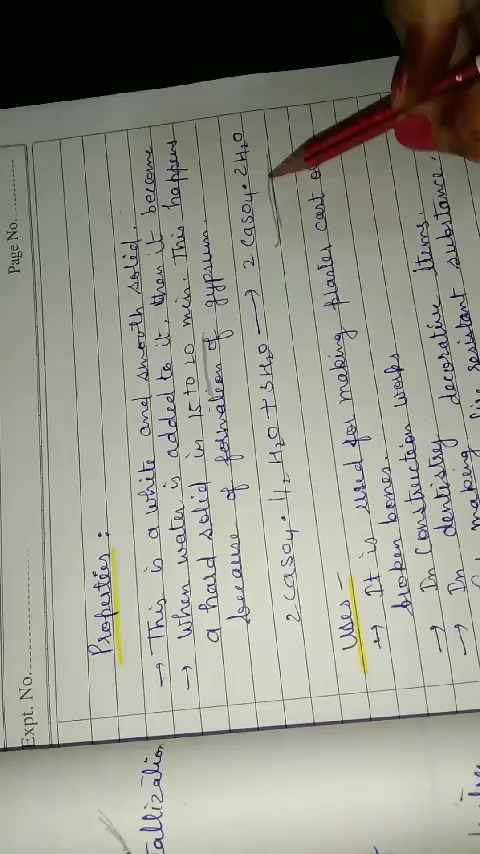 Expt. No.
Page No.
Properties:
→ This is a white and smooth solid.
→ When water is added to it, then it become
a hard solid in 15 to 20 min. This happens
because of formation of gypsum.
2CaSO4·1/2H2O + 3H2O → 2CaSO4·2H2O
Uses-
→ It is used for making plaster cast
broken bones.
→ In Construction works
→ In dentistry decorative Items.
making fire resistant substance.
tallization